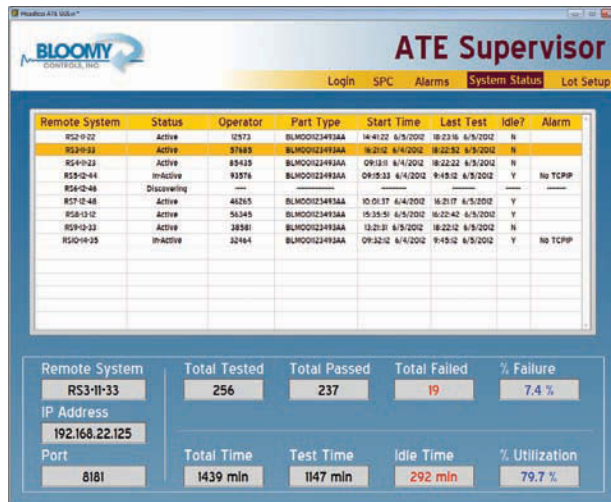 BLOOMY
CONTROLS, INC.
ATE Supervisor
Login SPC Alarms System Status Lot Setup
Remote System Status Operator Part Type Start Time Last Test Idle? Alarm
RS2-11-22 Active 12573 BLM00123493AA 14:41:22 6/5/2012 18:23:16 6/5/2012 N
RS3-11-33 Active 57685 BLM00123493AA 16:21:12 6/4/2012 18:22:52 6/5/2012 N
RS4-11-23 Active 85435 BLM00123493AA 09:13:11 6/4/2012 18:22:22 6/5/2012 N
RS5-12-44 In-Active 93576 BLM00123493AA 09:15:33 6/4/2012 9:45:12 6/5/2012 Y No TCPIP
RS6-12-46 Discovering ---- ------------- -------- -------- ----- ------
RS7-12-48 Active 46265 BLM00123493AA 10:01:37 6/4/2012 16:21:17 6/5/2012 Y
RS8-13-12 Active 56345 BLM00123493AA 15:35:51 6/5/2012 16:22:42 6/5/2012 Y
RS9-13-33 Active 38581 BLM00123493AA 13:21:31 6/5/2012 18:22:12 6/5/2012 N
RS10-14-35 In-Active 32464 BLM00123493AA 09:32:12 6/4/2012 9:45:12 6/5/2012 Y No TCPIP
Remote System Total Tested Total Passed Total Failed % Failure
RS3-11-33 256 237 19 7.4 %
IP Address
192.168.22.125
Port Total Time Test Time Idle Time % Utilization
8181 1439 min 1147 min 292 min 79.7 %